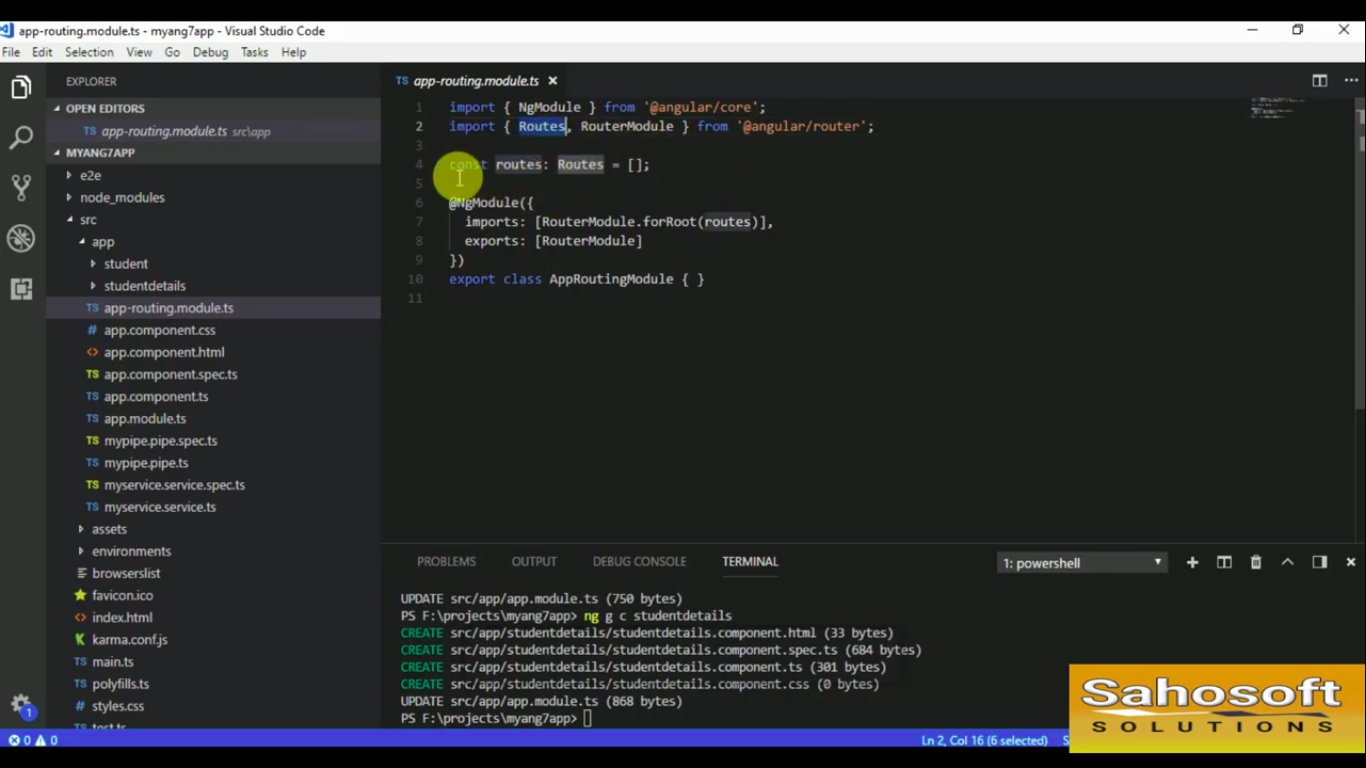 app-routing.module.ts - myang7app - Visual Studio Code
File Edit Selection View Go Debug Tasks Help
EXPLORER
OPEN EDITORS
TS app-routing.module.ts src\app
MYANG7APP
e2e
node_modules
src
app
student
studentdetails
TS app-routing.module.ts
# app.component.css
<> app.component.html
TS app.component.spec.ts
TS app.component.ts
TS app.module.ts
TS mypipe.pipe.spec.ts
TS mypipe.pipe.ts
TS myservice.service.spec.ts
TS myservice.service.ts
assets
environments
browserslist
favicon.ico
<> index.html
karma.conf.js
TS main.ts
TS polyfills.ts
# styles.css
TS test.ts
1
TS app-routing.module.ts
1 import { NgModule } from '@angular/core';
2 import { Routes, RouterModule } from '@angular/router';
3
4 const routes: Routes = [];
5
6 @NgModule({
7 imports: [RouterModule.forRoot(routes)],
8 exports: [RouterModule]
9 })
10 export class AppRoutingModule { }
11
PROBLEMS OUTPUT DEBUG CONSOLE TERMINAL 1: powershell
UPDATE src/app/app.module.ts (750 bytes)
PS F:\projects\myang7app> ng g c studentdetails
CREATE src/app/studentdetails/studentdetails.component.html (33 bytes)
CREATE src/app/studentdetails/studentdetails.component.spec.ts (684 bytes)
CREATE src/app/studentdetails/studentdetails.component.ts (301 bytes)
CREATE src/app/studentdetails/studentdetails.component.css (0 bytes)
UPDATE src/app/app.module.ts (868 bytes)
PS F:\projects\myang7app>
0 0 Ln 2, Col 16 (6 selected)
Sahosoft
SOLUTIONS